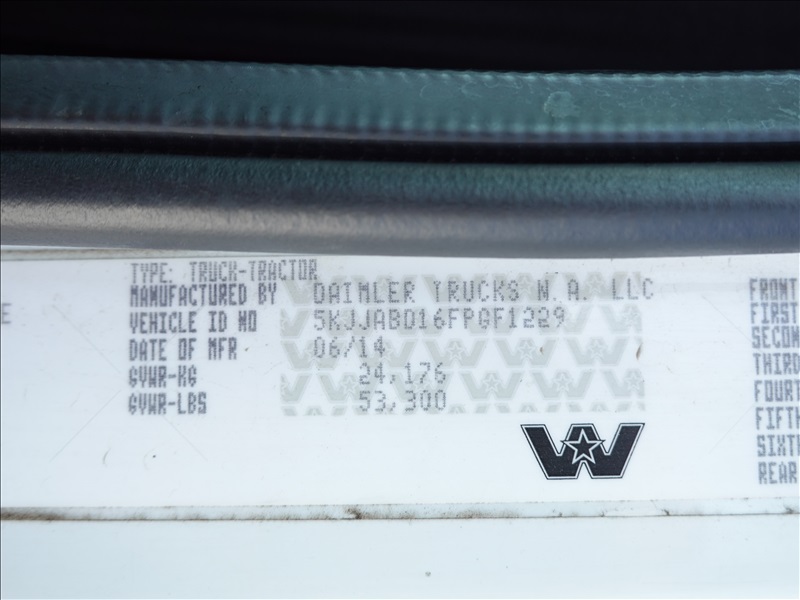 TYPE: TRUCK-TRACTOR
MANUFACTURED BY DAIMLER TRUCKS N.A. LLC
VEHICLE ID NO 5KJJABD16FPGF1229
DATE OF MFR 06/14
GVWR-KG 24,176
GVWR-LBS 53,300
E
FRONT
FIRS
SECON
THIRD
FOURT
FIFTH
SIXTH
REAR